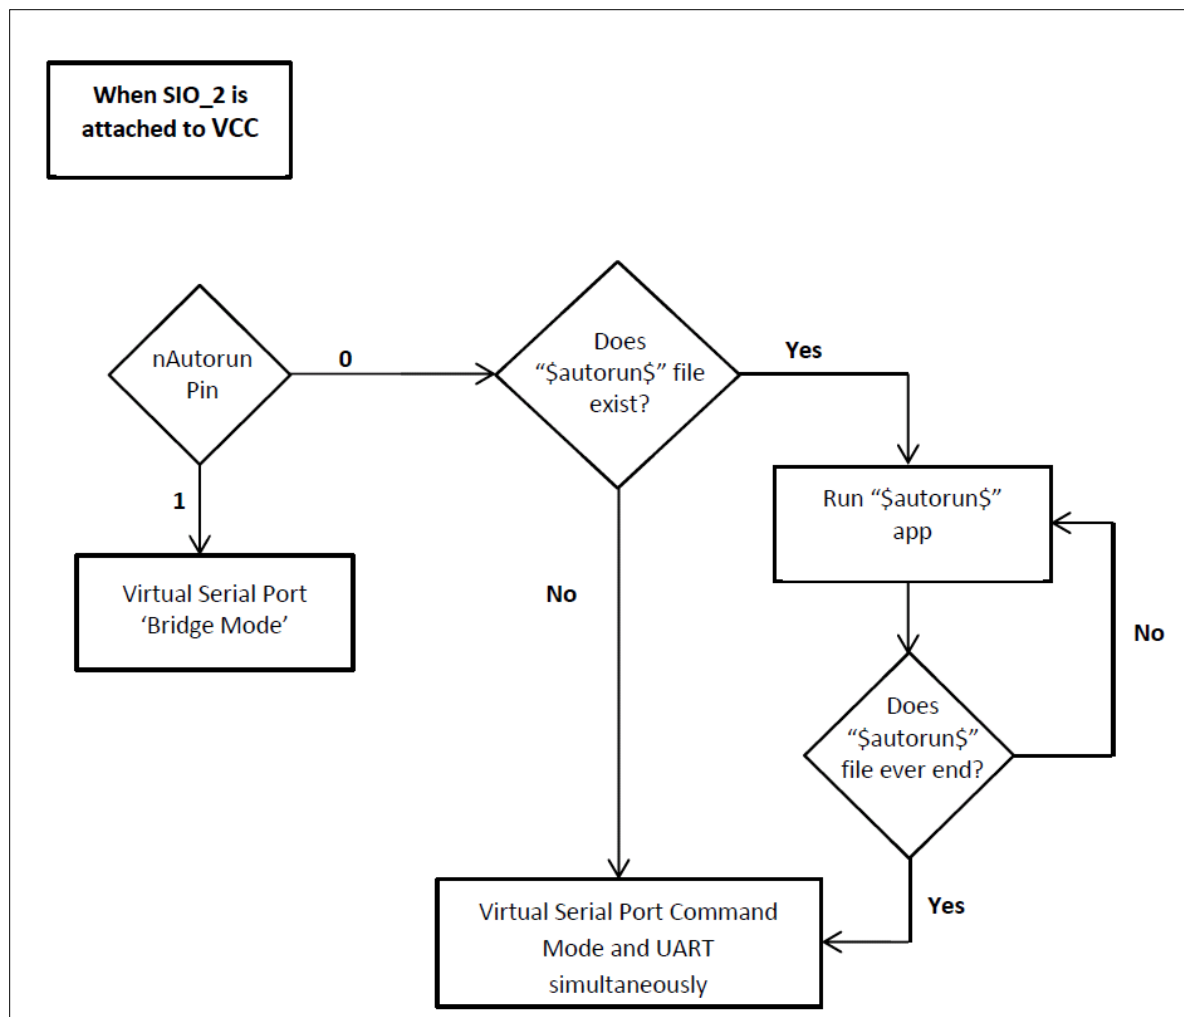 When SIO_2 is
attached to VCC
nAutorun
Pin
0
1
Virtual Serial Port
‘Bridge Mode’
Does
“$autorun$” file
exist?
Yes
No
Run “$autorun$”
app
No
Does
“$autorun$”
file ever end?
Yes
Virtual Serial Port Command
Mode and UART
simultaneously